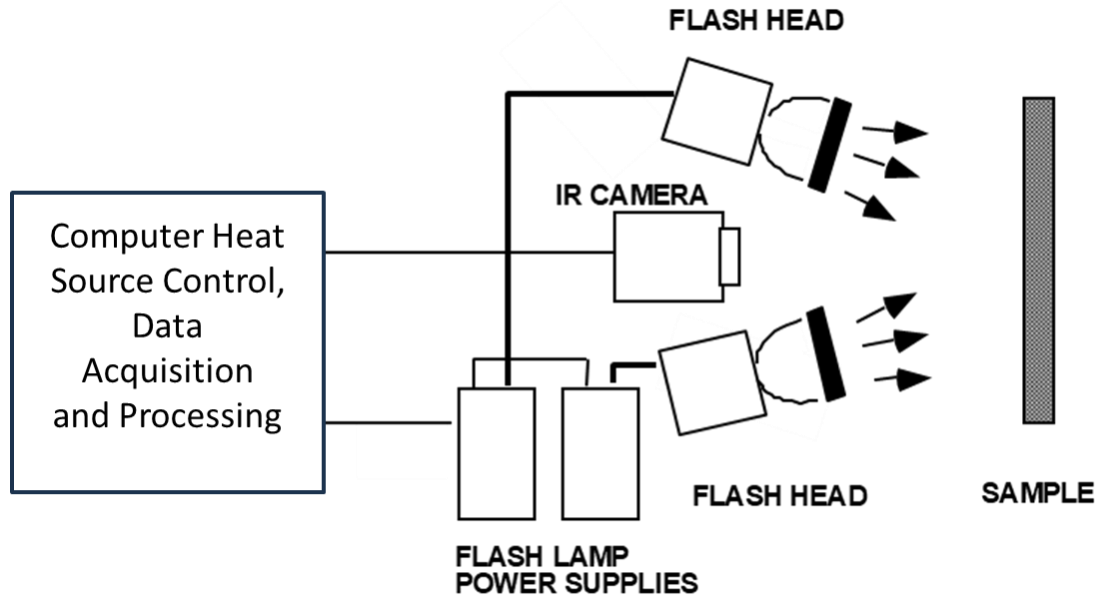 FLASH HEAD
IR CAMERA
Computer Heat
Source Control,
Data
Acquisition
and Processing
FLASH HEAD
SAMPLE
FLASH LAMP
POWER SUPPLIES